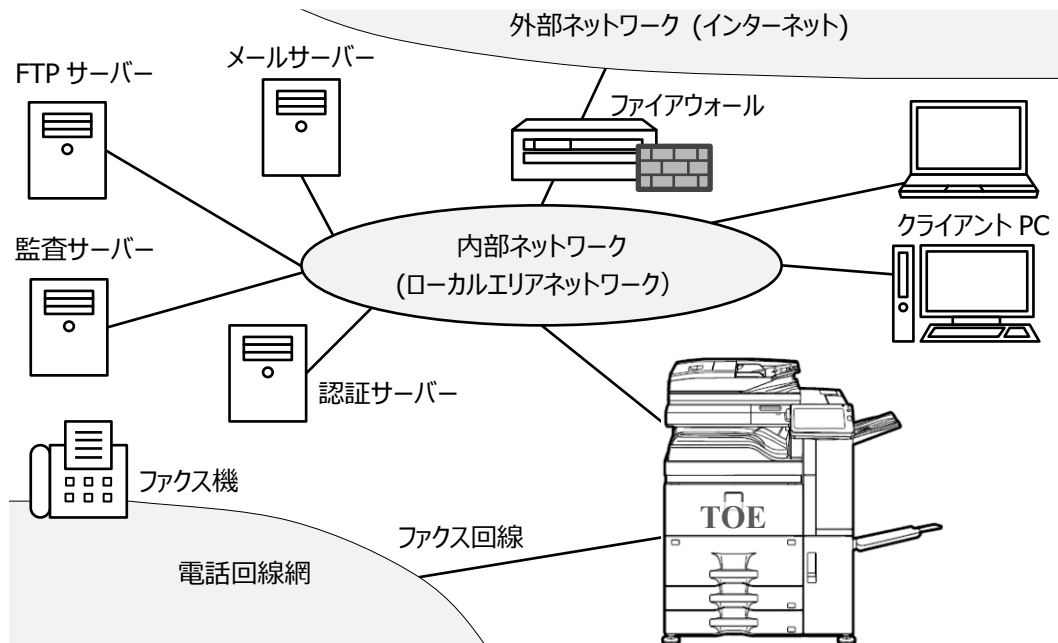 外部ネットワーク (インターネット)
メールサーバー
FTP サーバー
ファイアウォール
クライアント PC
監査サーバー
内部ネットワーク
(ローカルエリアネットワーク)
認証サーバー
ファクス機
TOE
ファクス回線
電話回線網